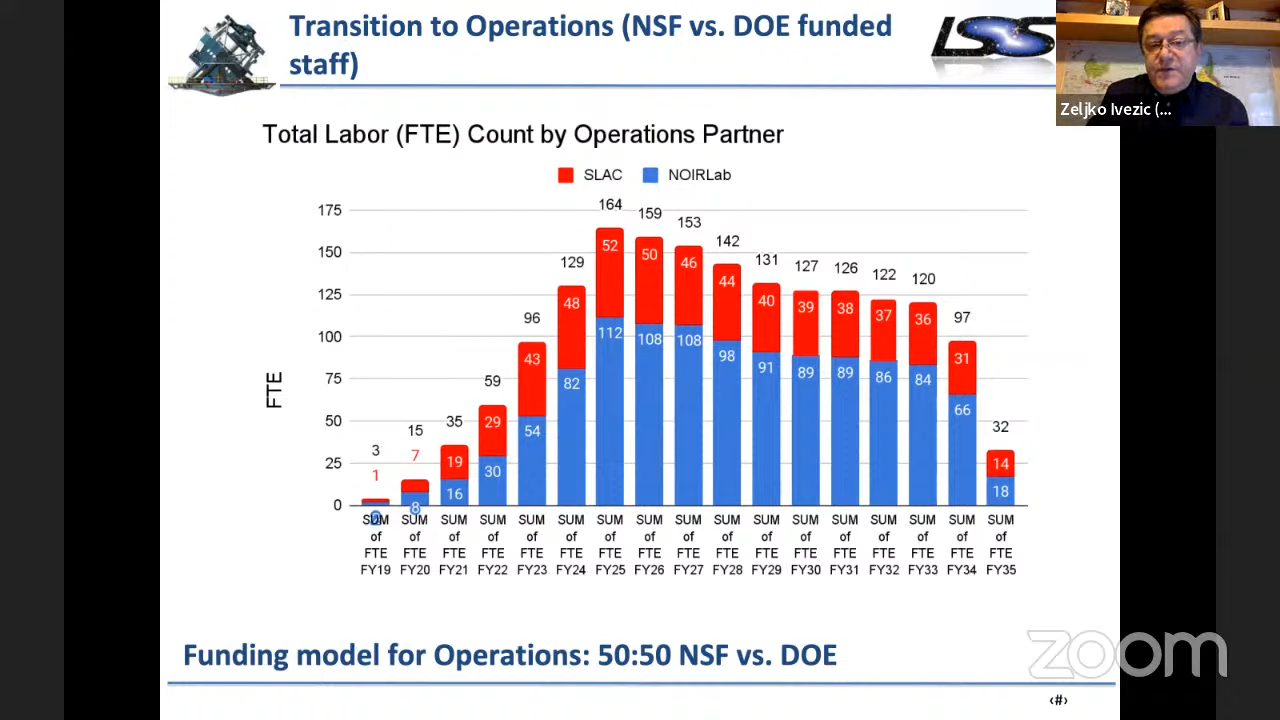 Transition to Operations (NSF vs. DOE funded
staff)
LSS
Zeljko Ivezic (...
Total Labor (FTE) Count by Operations Partner
SLAC NOIRLab
FTE
175
150
125
100
75
50
25
0
3 15 35 59 96 129 164 159 153 142 131 127 126 122 120 97 32
1 7 19 29 43 48 52 50 46 44 40 39 38 37 36 31 14
8 16 30 54 82 112 108 108 98 91 89 89 86 84 66 18
SUM SUM SUM SUM SUM SUM SUM SUM SUM SUM SUM SUM SUM SUM SUM SUM SUM
of of of of of of of of of of of of of of of of of
FTE FTE FTE FTE FTE FTE FTE FTE FTE FTE FTE FTE FTE FTE FTE FTE FTE
FY19 FY20 FY21 FY22 FY23 FY24 FY25 FY26 FY27 FY28 FY29 FY30 FY31 FY32 FY33 FY34 FY35
Funding model for Operations: 50:50 NSF vs. DOE
zoom
‹#›